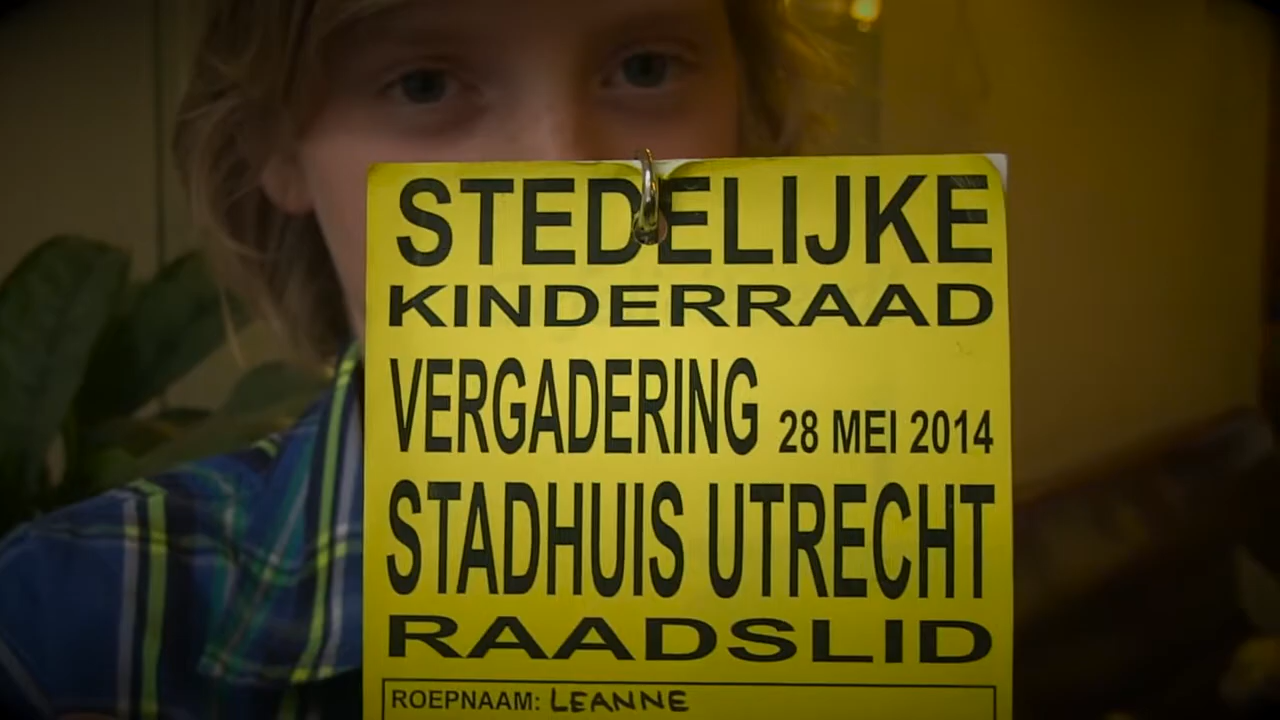 STEDELIJKE
KINDERRAAD
VERGADERING 28 MEI 2014
STADHUIS UTRECHT
RAADSLID
ROEPNAAM: LEANNE